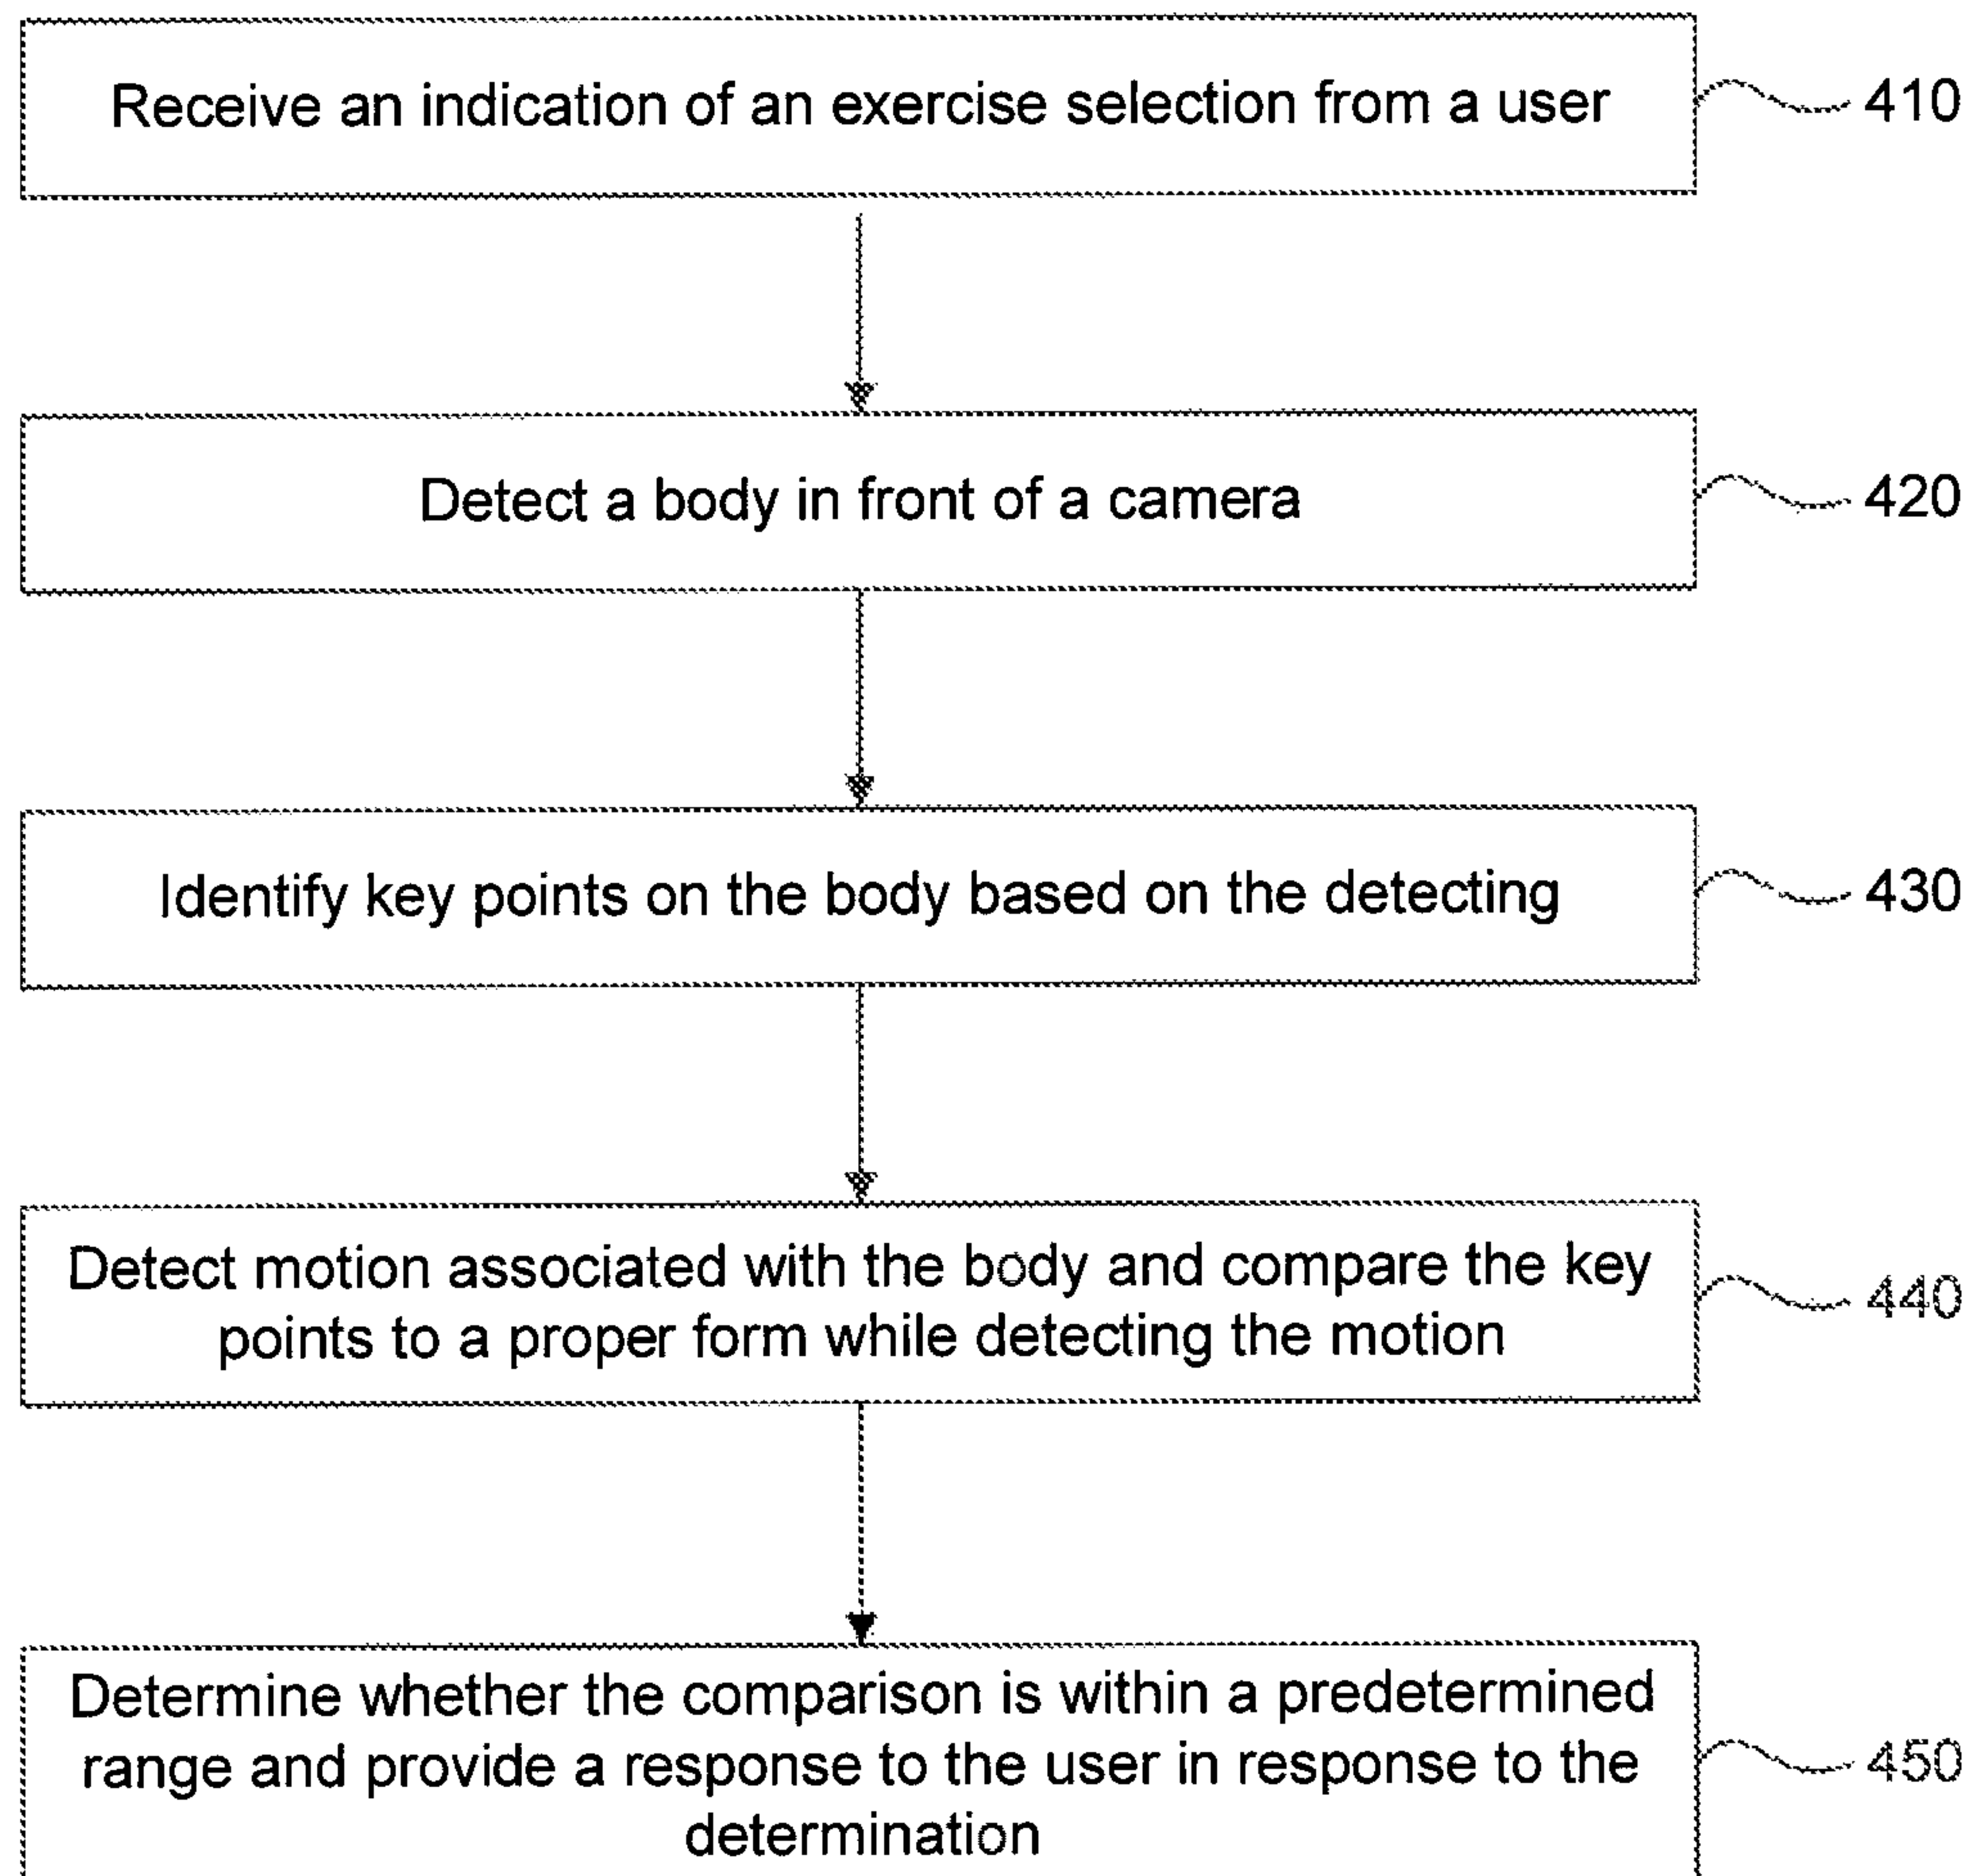 Receive an indication of an exercise selection from a user
410
Detect a body in front of a camera
420
Identify key points on the body based on the detecting
430
Detect motion associated with the body and compare the key
points to a proper form while detecting the motion
440
Determine whether the comparison is within a predetermined
range and provide a response to the user in response to the
determination
450